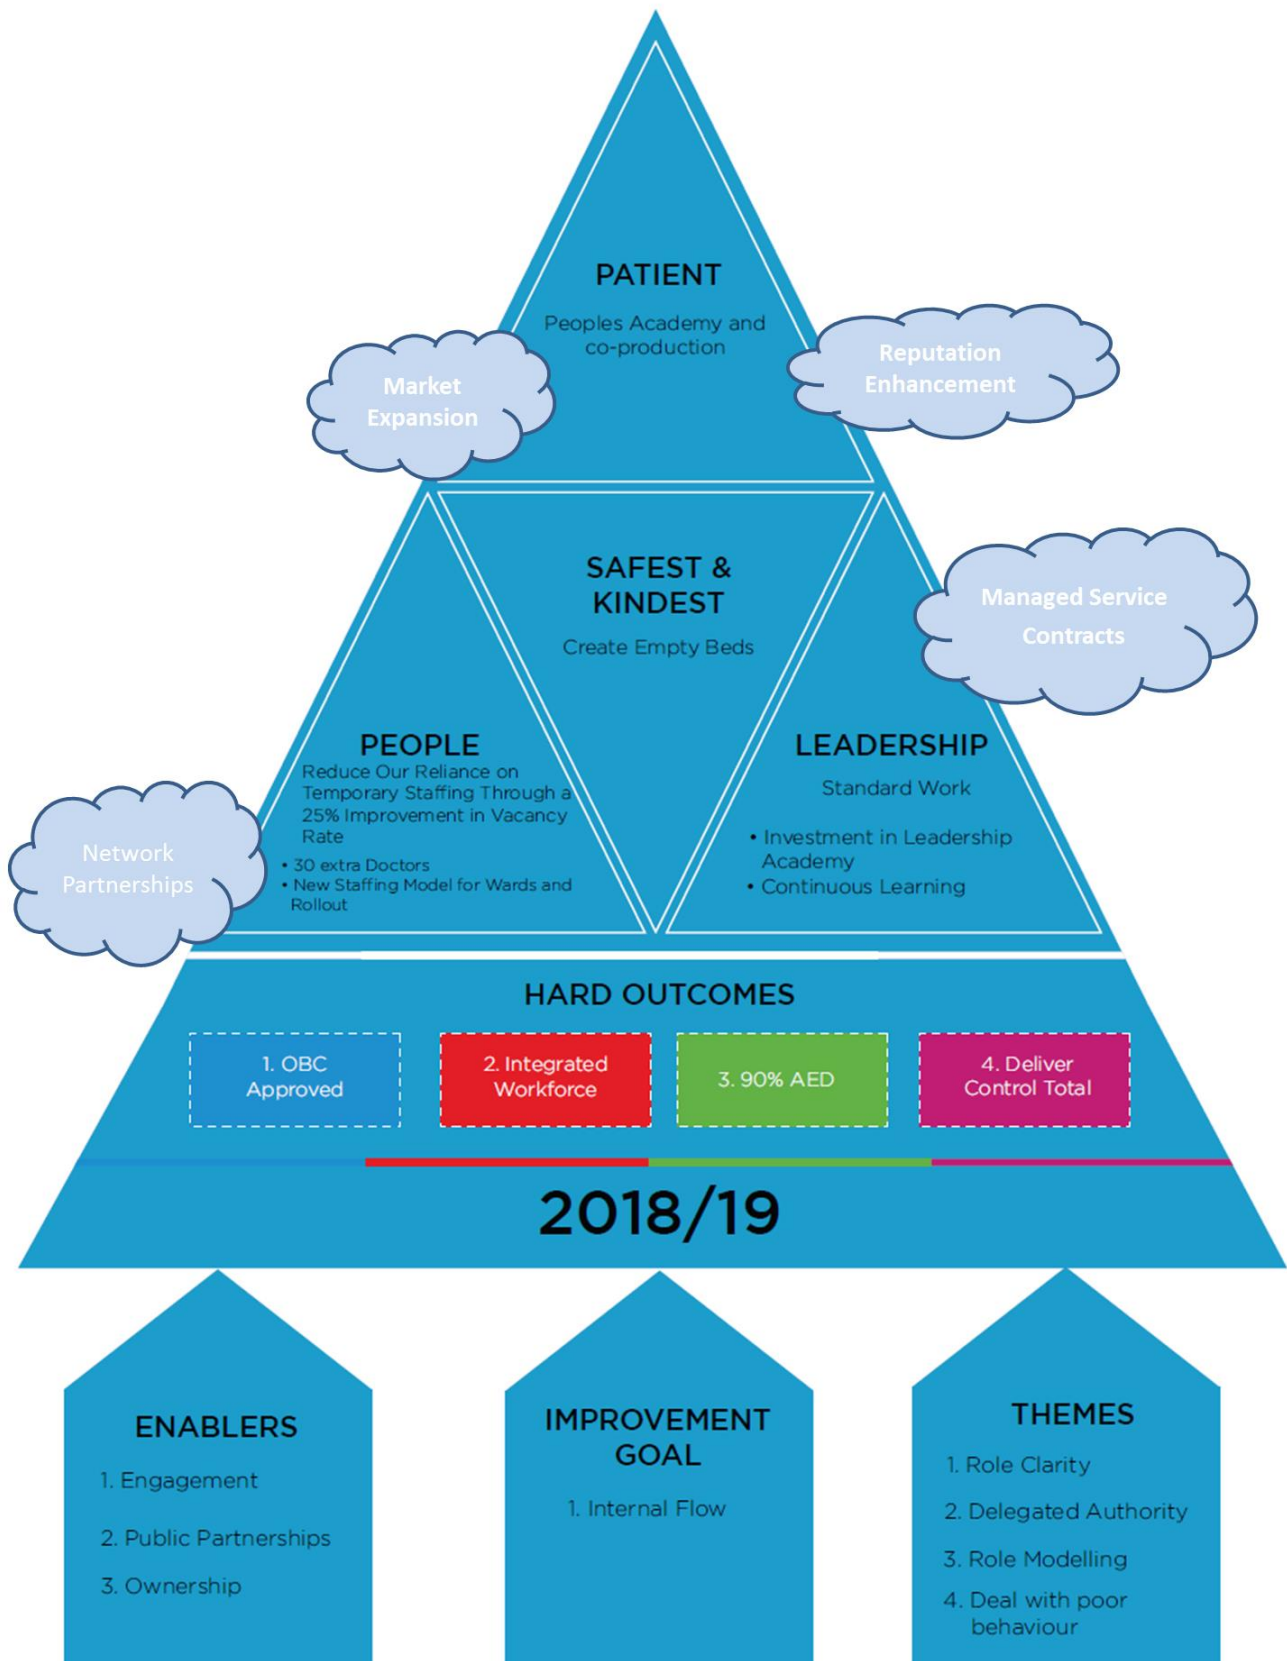 PATIENT
Peoples Academy and
co-production
Market
Expansion
Reputation
Enhancement
SAFEST &
KINDEST
Create Empty Beds
Managed Service
Contracts
PEOPLE
Reduce Our Reliance on
Temporary Staffing Through a
25% Improvement in Vacancy
Rate
• 30 extra Doctors
• New Staffing Model for Wards and
Rollout
LEADERSHIP
Standard Work
• Investment in Leadership
Academy
• Continuous Learning
Network
Partnerships
HARD OUTCOMES
1. OBC
Approved
2. Integrated
Workforce
3. 90% AED
4. Deliver
Control Total
2018/19
ENABLERS
1. Engagement
2. Public Partnerships
3. Ownership
IMPROVEMENT
GOAL
1. Internal Flow
THEMES
1. Role Clarity
2. Delegated Authority
3. Role Modelling
4. Deal with poor
behaviour